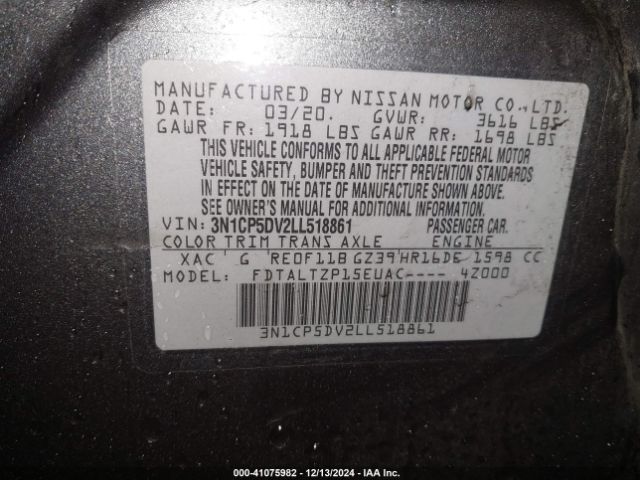 MANUFACTURED BY NISSAN MOTOR CO., LTD.
DATE: 03/20. GVWR: 3616 LBS
GAWR FR: 1918 LBS GAWR RR: 1698 LBS
THIS VEHICLE CONFORMS TO ALL APPLICABLE FEDERAL MOTOR
VEHICLE SAFETY, BUMPER AND THEFT PREVENTION STANDARDS
IN EFFECT ON THE DATE OF MANUFACTURE SHOWN ABOVE.
SEE OWNER'S MANUAL FOR ADDITIONAL INFORMATION.
VIN: 3N1CP5DV2LL518861 PASSENGER CAR.
COLOR TRIM TRANS AXLE ENGINE
XAC G RE0F11B GZ39 HR16DE 1598 CC
MODEL: FDTALTZP15EUAC---- 4Z000
3N1CP5DV2LL518861
000-41075982 - 12/13/2024 - IAA Inc.